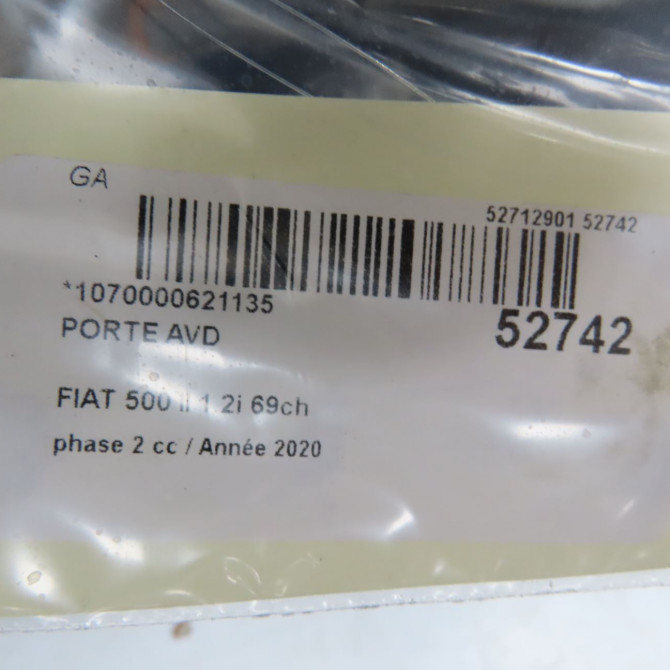 GA
52712901 52742
*1070000621135
52742
PORTE AVD
FIAT 500 II 1.2i 69ch
phase 2 cc / Année 2020